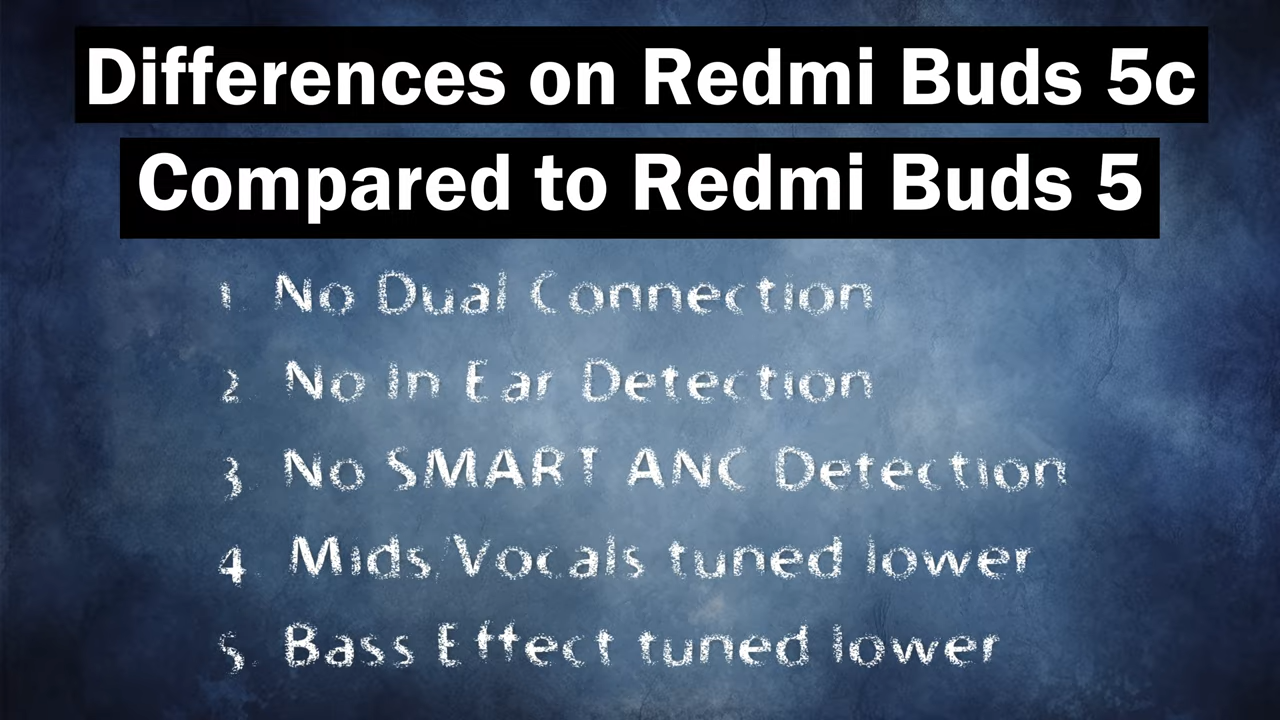 Differences on Redmi Buds 5c
Compared to Redmi Buds 5
1. No Dual Connection
2. No In Ear Detection
3. No SMART ANC Detection
4. Mids/Vocals tuned lower
5. Bass Effect tuned lower